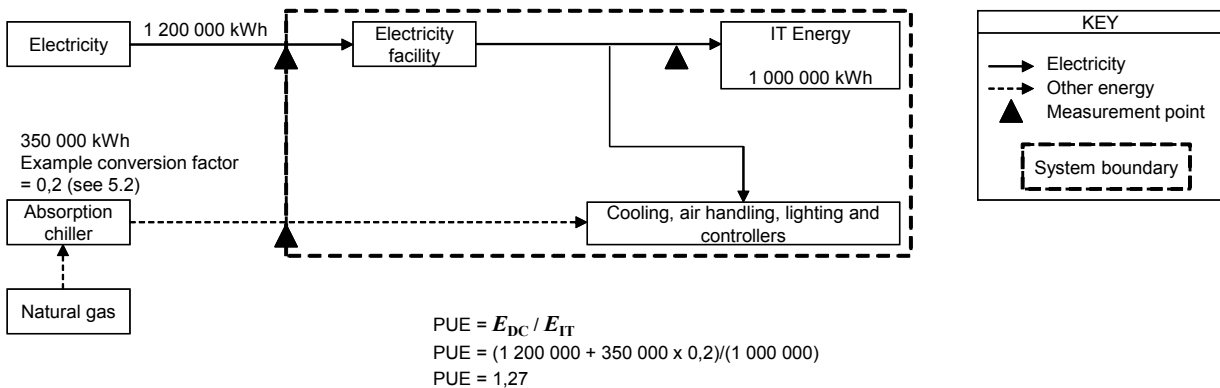 1 200 000 kWh
Electricity
Electricity
facility
IT Energy
1 000 000 kWh
350 000 kWh
Example conversion factor
= 0,2 (see 5.2)
Absorption
chiller
Cooling, air handling, lighting and
controllers
Natural gas
KEY
Electricity
Other energy
Measurement point
System boundary
PUE = E_DC / E_IT
PUE = (1 200 000 + 350 000 x 0,2)/(1 000 000)
PUE = 1,27